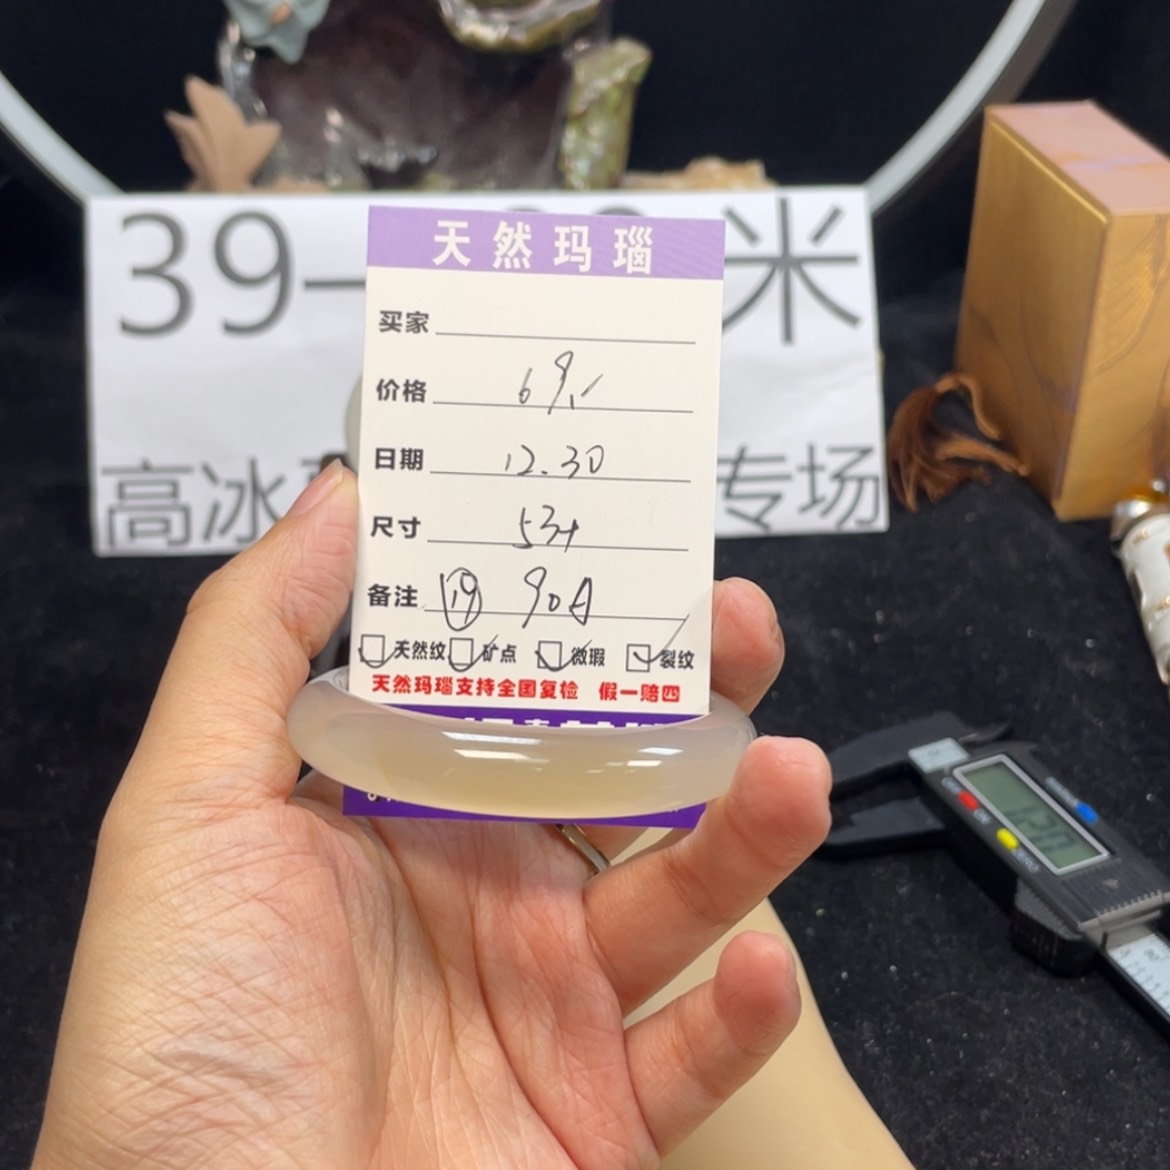 39— 米
天然玛瑙
买家
价格 69.
日期 12.30
尺寸 53+
备注 ⑲ 90A
天然纹 矿点 微瑕 裂纹
天然玛瑙支持全国复检 假一赔四
高冰 专场